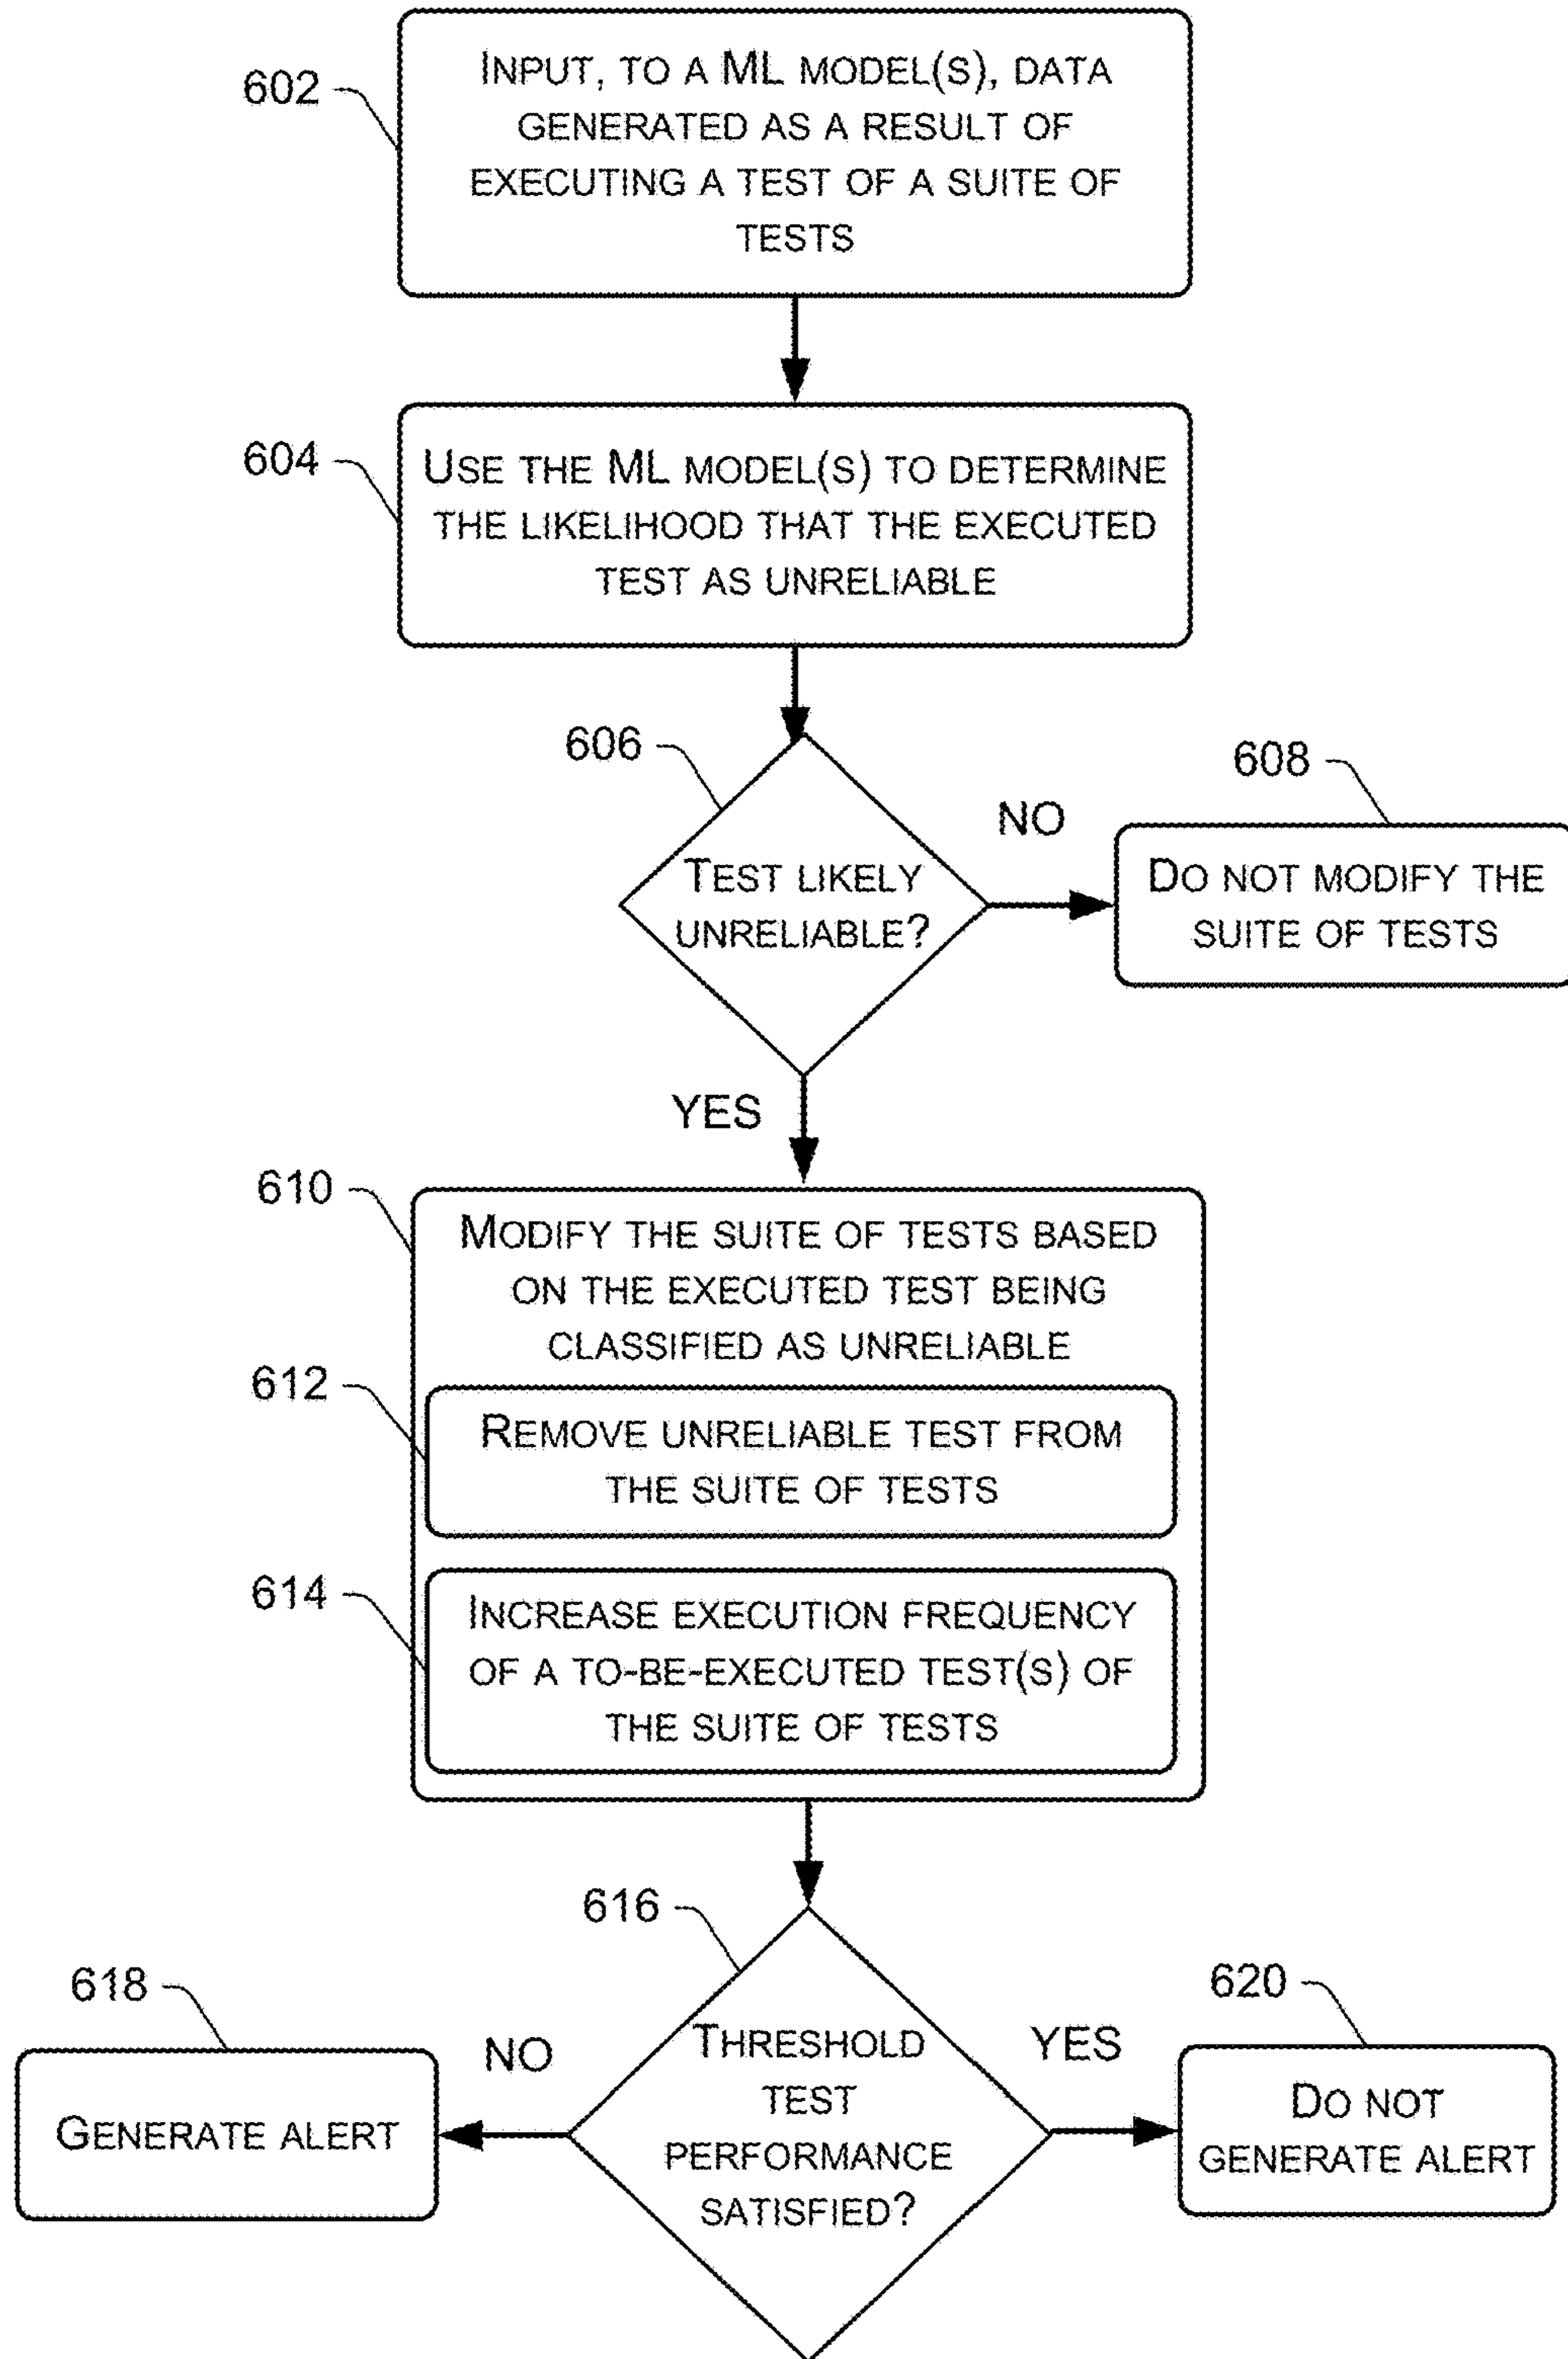 602
INPUT, TO A ML MODEL(S), DATA
GENERATED AS A RESULT OF
EXECUTING A TEST OF A SUITE OF
TESTS
604
USE THE ML MODEL(S) TO DETERMINE
THE LIKELIHOOD THAT THE EXECUTED
TEST AS UNRELIABLE
606
TEST LIKELY
UNRELIABLE?
NO
608
DO NOT MODIFY THE
SUITE OF TESTS
YES
610
MODIFY THE SUITE OF TESTS BASED
ON THE EXECUTED TEST BEING
CLASSIFIED AS UNRELIABLE
612
REMOVE UNRELIABLE TEST FROM
THE SUITE OF TESTS
614
INCREASE EXECUTION FREQUENCY
OF A TO-BE-EXECUTED TEST(S) OF
THE SUITE OF TESTS
616
THRESHOLD
TEST
PERFORMANCE
SATISFIED?
NO
618
GENERATE ALERT
YES
620
DO NOT
GENERATE ALERT